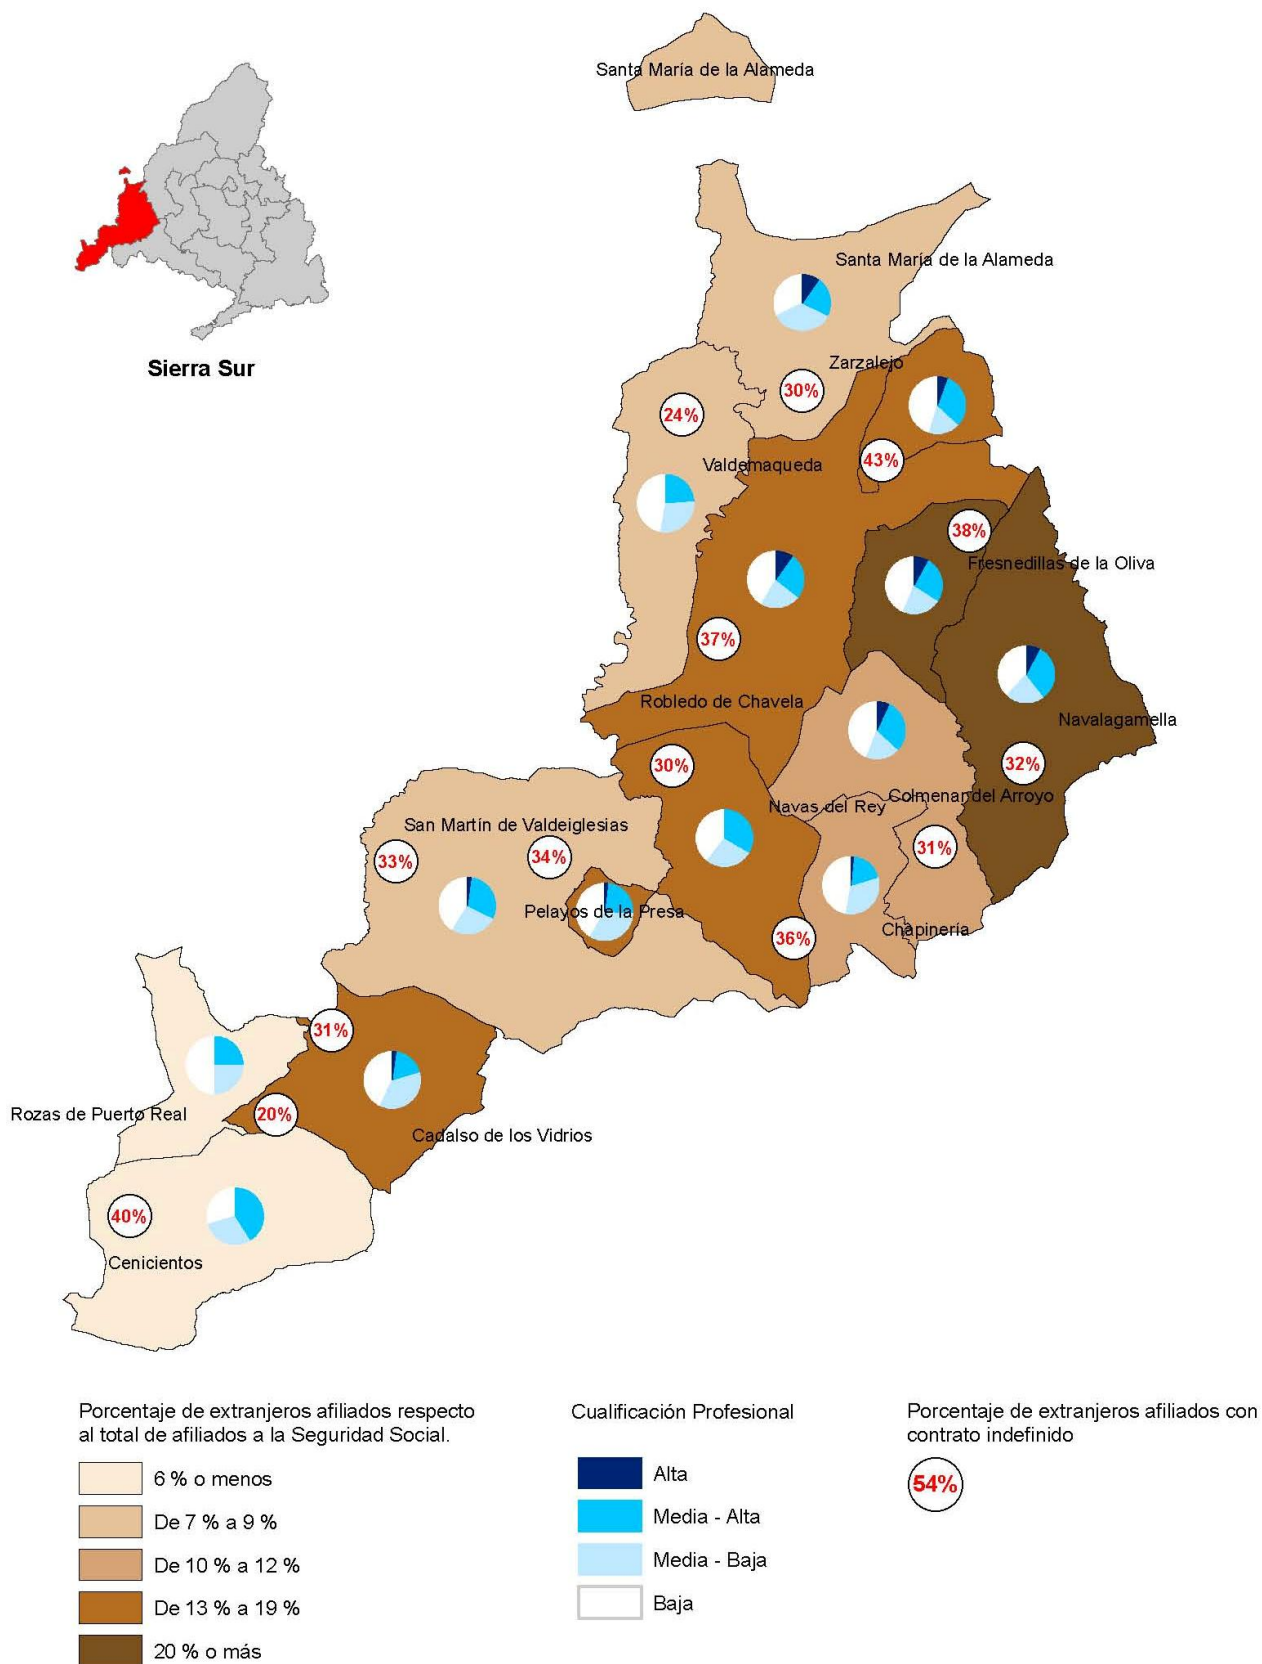 Santa María de la Alameda
Sierra Sur
Santa María de la Alameda
Zarzalejo
30%
24%
Valdemaqueda
43%
38%
Fresnedillas de la Oliva
37%
Robledo de Chavela
Navalagamella
30%
32%
Colmenar del Arroyo
Navas del Rey
San Martín de Valdeiglesias
33%
34%
31%
Pelayos de la Presa
Chapinería
36%
31%
20%
Rozas de Puerto Real
Cadalso de los Vidrios
40%
Cenicientos
Porcentaje de extranjeros afiliados respecto
al total de afiliados a la Seguridad Social.
6 % o menos
De 7 % a 9 %
De 10 % a 12 %
De 13 % a 19 %
20 % o más
Cualificación Profesional
Alta
Media - Alta
Media - Baja
Baja
Porcentaje de extranjeros afiliados con
contrato indefinido
54%